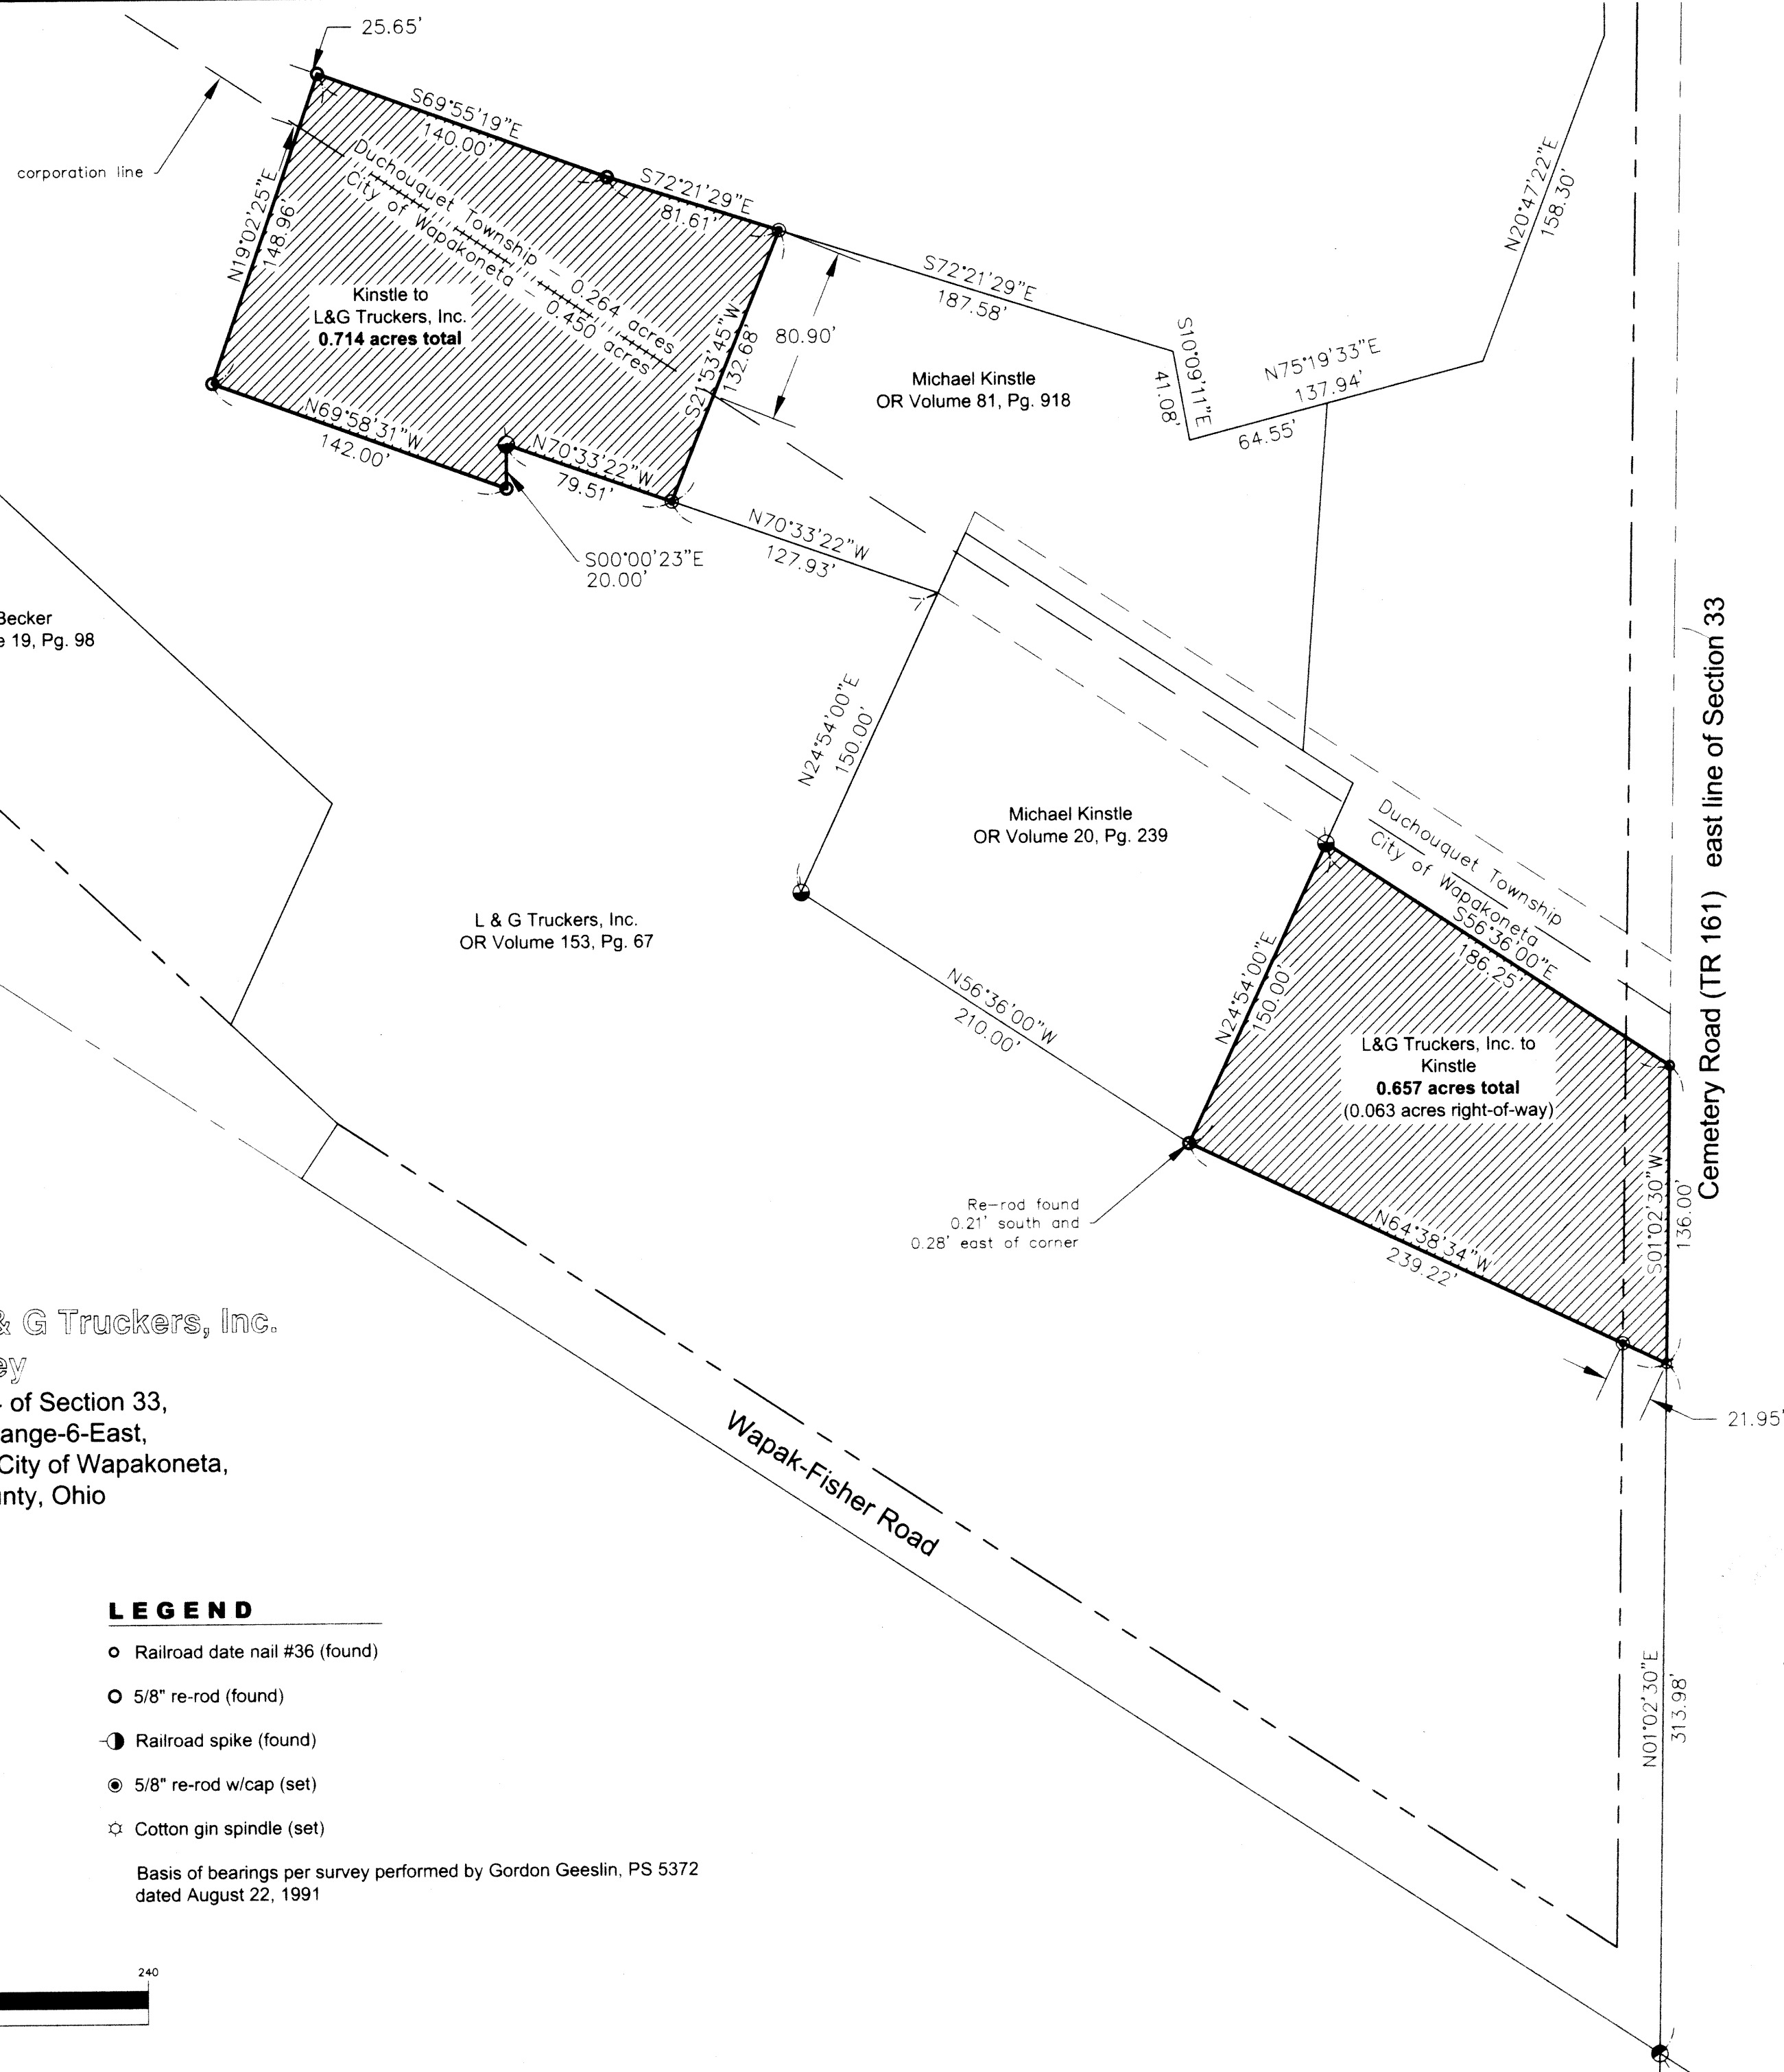 25.65'
corporation line
S69°55'19"E
140.00'
S72°21'29"E
81.61'
Duchouquet Township - 0.264 acres
City of Wapakoneta - 0.450 acres
N19°02'25"E
148.96'
Kinstle to
L&G Truckers, Inc.
0.714 acres total
S21°53'45"W
132.68'
80.90'
S72°21'29"E
187.58'
S10°09'11"E
41.08'
N75°19'33"E
137.94'
64.55'
N20°47'22"E
158.30'
Michael Kinstle
OR Volume 81, Pg. 918
N69°58'31"W
142.00'
N70°33'22"W
79.51'
N70°33'22"W
127.93'
S00°00'23"E
20.00'
Becker
19, Pg. 98
N24°54'00"E
150.00'
Michael Kinstle
OR Volume 20, Pg. 239
L & G Truckers, Inc.
OR Volume 153, Pg. 67
N56°36'00"W
210.00'
Duchouquet Township
City of Wapakoneta
S56°36'00"E
186.25'
N24°54'00"E
150.00'
L&G Truckers, Inc. to
Kinstle
0.657 acres total
(0.063 acres right-of-way)
Cemetery Road (TR 161) east line of Section 33
S01°02'30"W
136.00'
Re-rod found
0.21' south and
0.28' east of corner
N64°38'34"W
239.22'
21.95'
Wapak-Fisher Road
N01°02'30"E
313.98'
& G Truckers, Inc.
ey
of Section 33,
ange-6-East,
City of Wapakoneta,
unty, Ohio
LEGEND
Railroad date nail #36 (found)
5/8" re-rod (found)
Railroad spike (found)
5/8" re-rod w/cap (set)
Cotton gin spindle (set)
Basis of bearings per survey performed by Gordon Geeslin, PS 5372
dated August 22, 1991
240